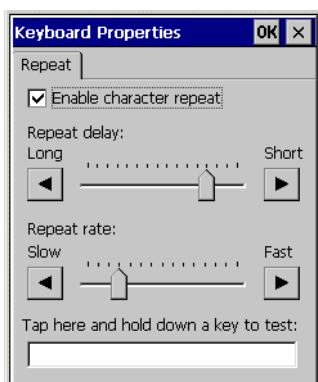 Keyboard Properties OK ×
Repeat
Enable character repeat
Repeat delay:
Long Short
Repeat rate:
Slow Fast
Tap here and hold down a key to test: